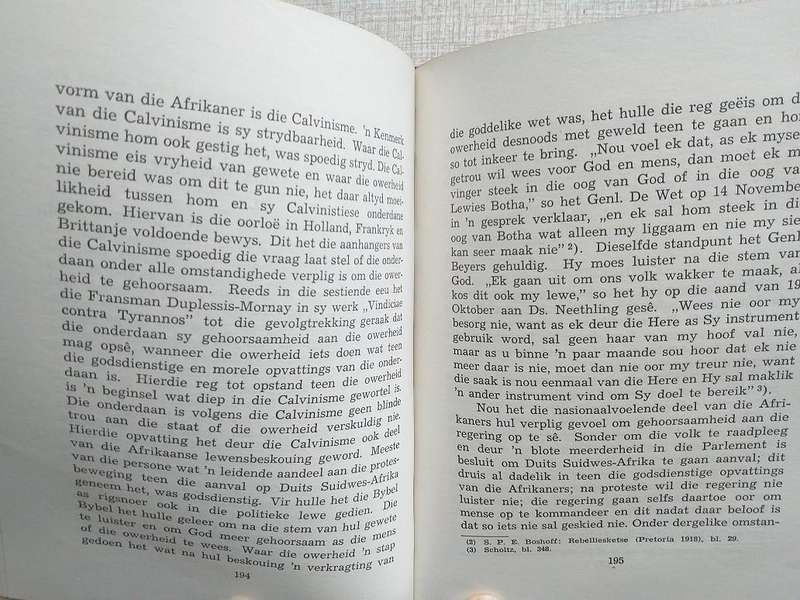 vorm van die Afrikaner is die Calvinisme. 'n Kenmerk
van die Calvinisme is sy strydbaarheid. Waar die Cal-
vinisme hom ook gestig het, was spoedig stryd. Die Cal-
vinisme eis vryheid van gewete en waar die owerheid
nie bereid was om dit te gun nie, het daar altyd moei-
likheid tussen hom en sy Calvinistiese onderdane
gekom. Hiervan is die oorloë in Holland, Frankryk en
Brittanje voldoende bewys. Dit het die aanhangers van
die Calvinisme spoedig die vraag laat stel of die onder-
daan onder alle omstandighede verplig is om die ower-
heid te gehoorsaam. Reeds in die sestiende eeu het
die Fransman Duplessis-Mornay in sy werk „Vindicsae
contra Tyrannos” tot die gevolgtrekking geraak dat
die onderdaan sy gehoorsaamheid aan die owerheid
mag opsê, wanneer die owerheid iets doen wat teen
die godsdienstige en morele opvattings van die onder-
daan is. Hierdie reg tot opstand teen die owerheid
is 'n beginsel wat diep in die Calvinisme gewortel is.
Die onderdaan is volgens die Calvinisme geen blinde
trou aan die staat of die owerheid verskuldig nie.
Hierdie opvatting het deur die Calvinisme ook deel
van die Afrikaanse lewensbeskouing geword. Meeste
van die persone wat 'n leidende aandeel aan die protes-
beweging teen die aanval op Duits Suidwes-Afrika
geneem het, was godsdienstig. Vir hulle het die Bybel
as rigsnoer ook in die politieke lewe gedien. Die
Bybel het hulle geleer om na die stem van hul gewete
te luister en om God meer gehoorsaam as die mens
of die owerheid te wees. Waar die owerheid 'n stap
gedoen het wat na hul beskouing 'n verkragting van
194
die goddelike wet was, het hulle die reg geëis om d
owerheid desnoods met geweld teen te gaan en ho
so tot inkeer te bring. „Nou voel ek dat, as ek myse
getrou wil wees voor God en mens, dan moet ek m
vinger steek in die oog van God of in die oog va
Lewies Botha,” so het Genl. De Wet op 14 November
in 'n gesprek verklaar, „en ek sal hom steek in di
oog van Botha wat alleen my liggaam en nie my sie
kan seer maak nie” 2). Dieselfde standpunt het Genl.
Beyers gehuldig. Hy moes luister na die stem van
God. „Ek gaan uit om ons volk wakker te maak, al
kos dit ook my lewe,” so het hy op die aand van 19
Oktober aan Ds. Neethling gesê. „Wees nie oor my
besorg nie, want as ek deur die Here as Sy instrument
gebruik word, sal geen haar van my hoof val nie,
maar as u binne 'n paar maande sou hoor dat ek nie
meer daar is nie, moet dan nie oor my treur nie, want
die saak is nou eenmaal van die Here en Hy sal maklik
'n ander instrument vind om Sy doel te bereik” 3).
Nou het die nasionaalvoelende deel van die Afri-
kaners hul verplig gevoel om gehoorsaamheid aan die
regering op te sê. Sonder om die volk te raadpleeg
en deur 'n blote meerderheid in die Parlement is
besluit om Duits Suidwes-Afrika te gaan aanval; dit
druis al dadelik in teen die godsdienstige opvattings
van die Afrikaners; na proteste wil die regering nie
luister nie; die regering gaan selfs daartoe oor om
mense op te kommandeer en dit nadat daar beloof is
dat so iets nie sal geskied nie. Onder dergelike omstan-
(2) S. P. E. Boshoff: Rebelliesketse (Pretoria 1918), bl. 29.
(3) Scholtz, bl. 348.
195